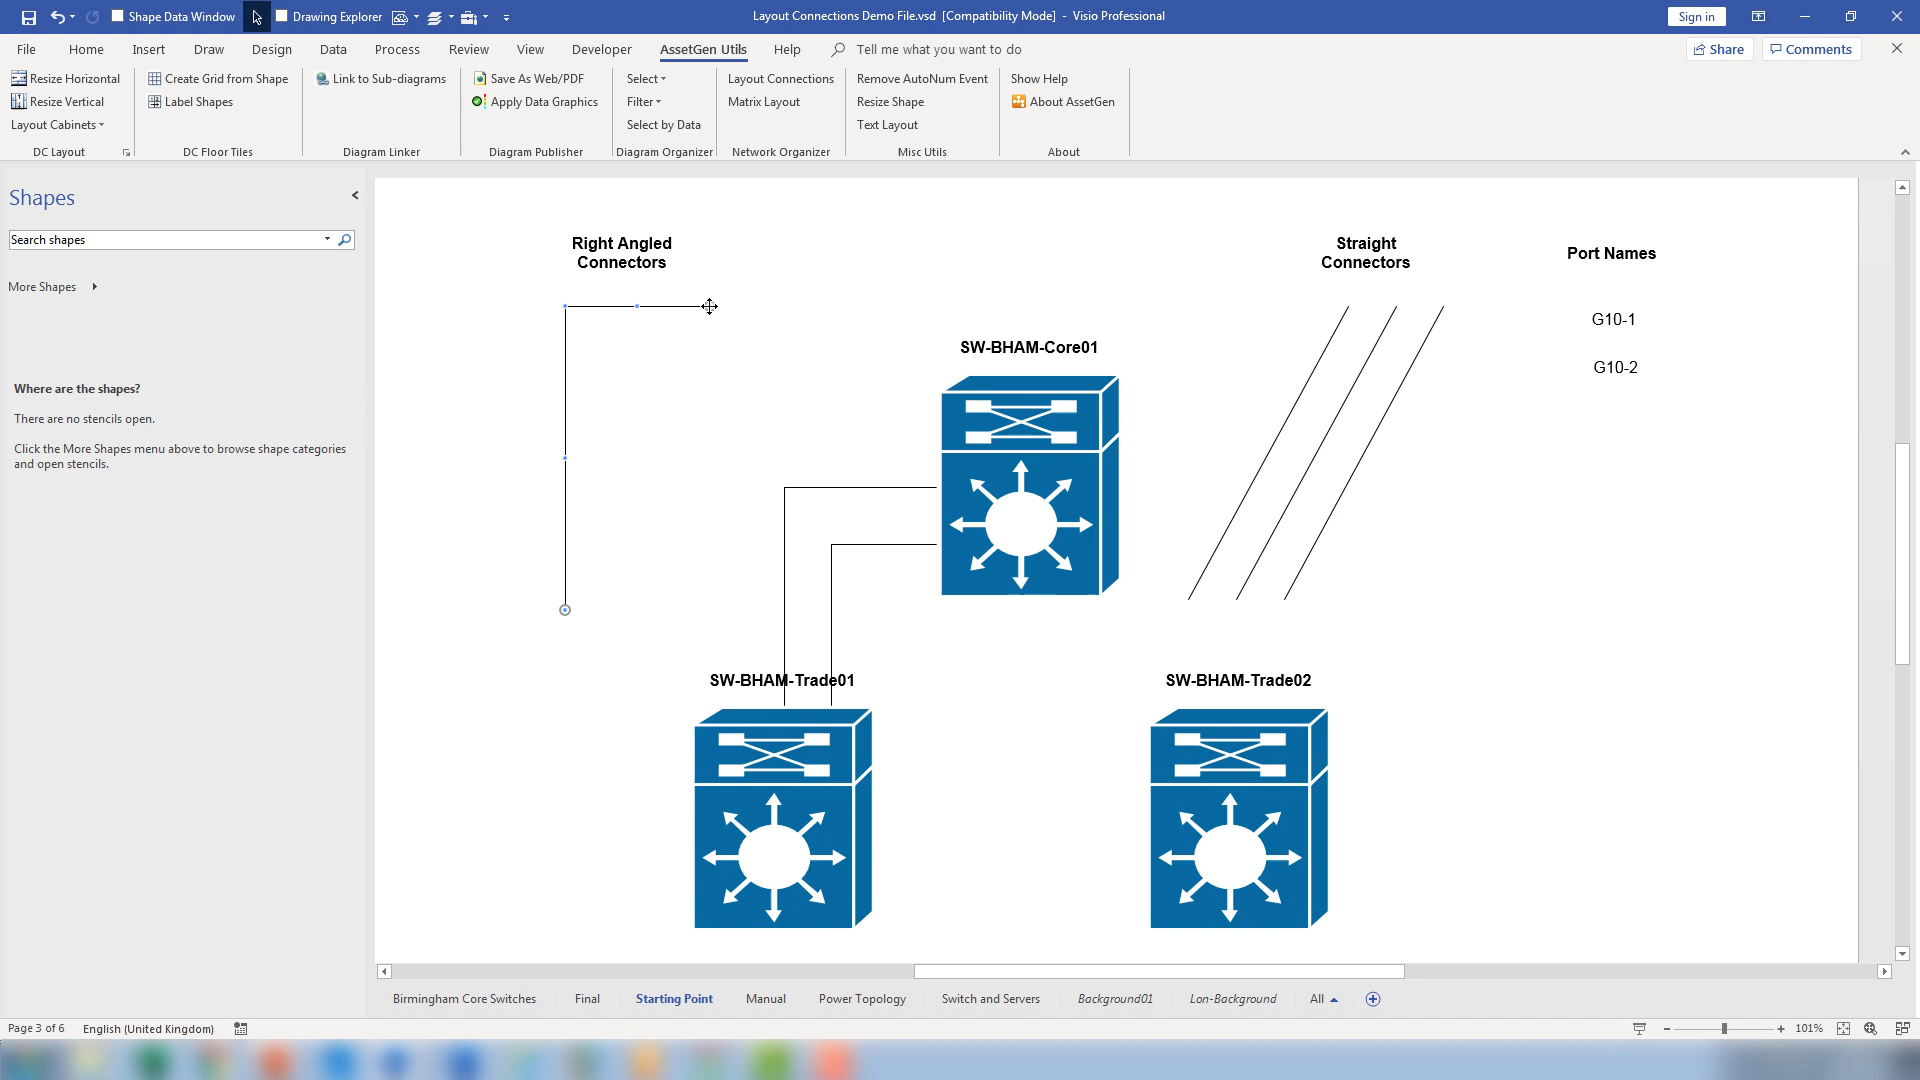 Shape Data Window
Drawing Explorer
Layout Connections Demo File.vsd [Compatibility Mode] - Visio Professional
Sign in
File Home Insert Draw Design Data Process Review View Developer AssetGen Utils Help Tell me what you want to do
Share
Comments
Resize Horizontal
Resize Vertical
Layout Cabinets
DC Layout
Create Grid from Shape
Label Shapes
DC Floor Tiles
Link to Sub-diagrams
Diagram Linker
Save As Web/PDF
Apply Data Graphics
Diagram Publisher
Select
Filter
Select by Data
Diagram Organizer
Layout Connections
Matrix Layout
Network Organizer
Remove AutoNum Event
Resize Shape
Text Layout
Misc Utils
Show Help
About AssetGen
About
Shapes
Search shapes
More Shapes
Where are the shapes?
There are no stencils open.
Click the More Shapes menu above to browse shape categories
and open stencils.
Right Angled
Connectors
Straight
Connectors
Port Names
G10-1
G10-2
SW-BHAM-Core01
SW-BHAM-Trade01
SW-BHAM-Trade02
Birmingham Core Switches Final Starting Point Manual Power Topology Switch and Servers Background01 Lon-Background All
Page 3 of 6 English (United Kingdom)
101%